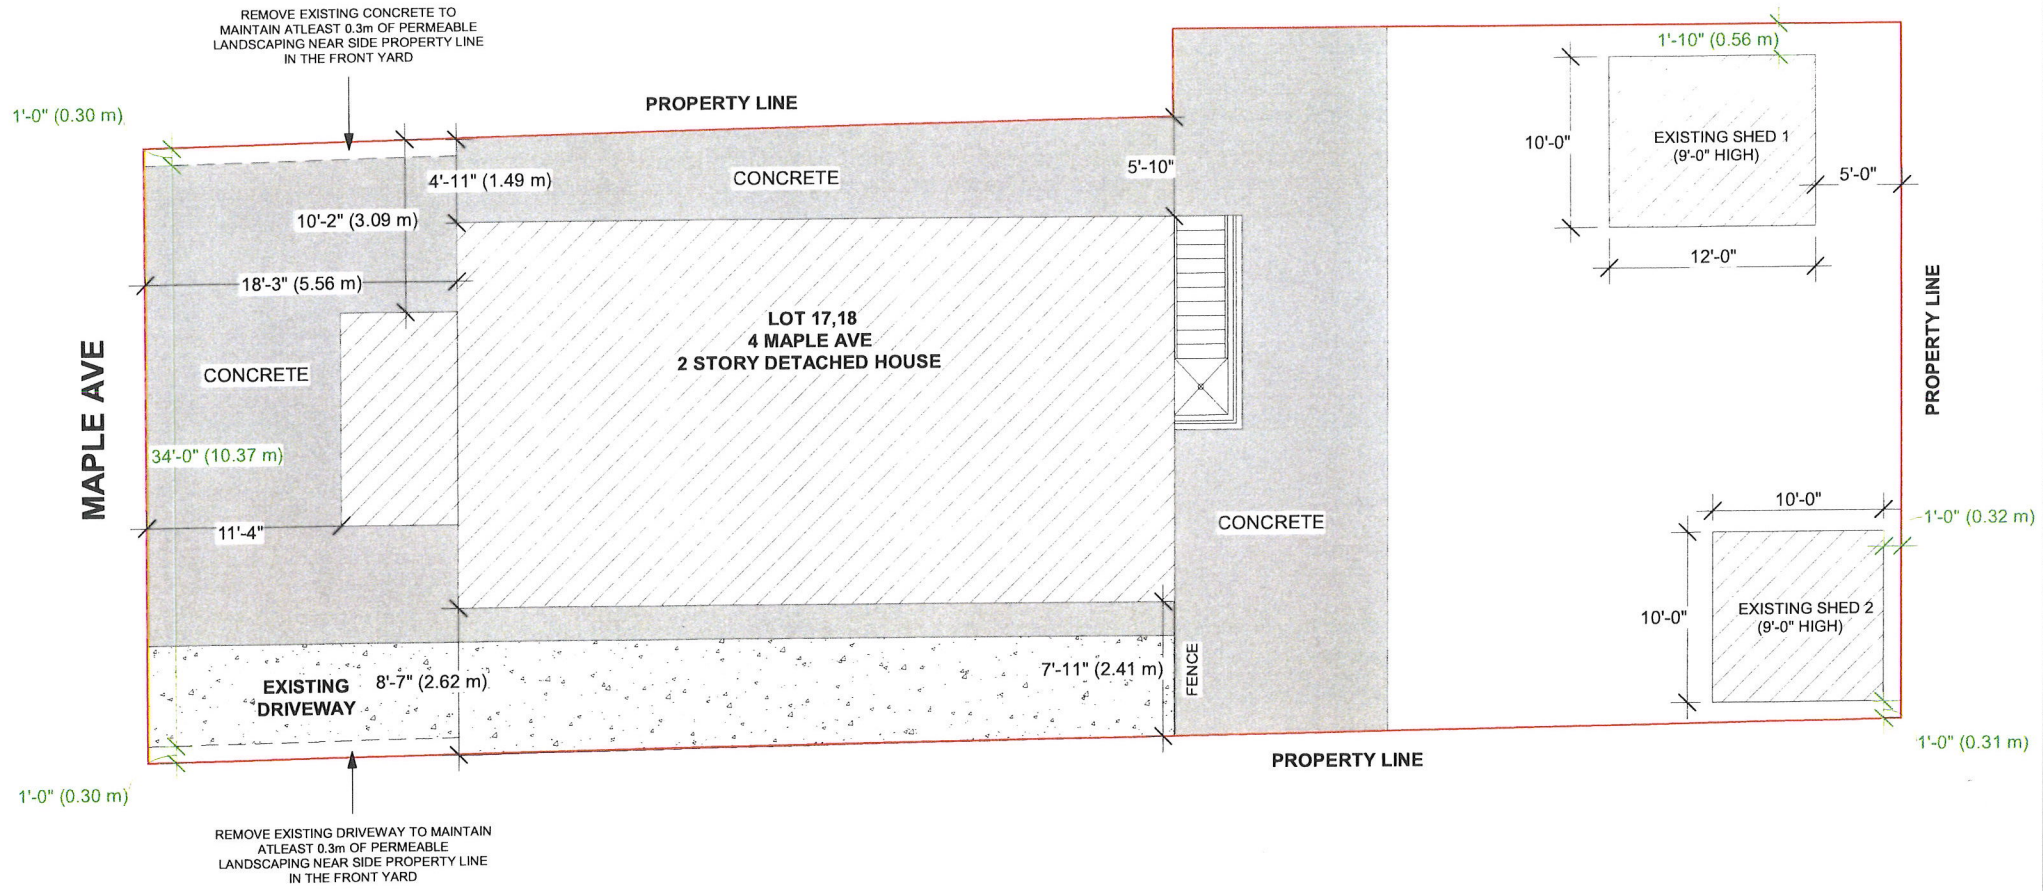 REMOVE EXISTING CONCRETE TO
MAINTAIN ATLEAST 0.3m OF PERMEABLE
LANDSCAPING NEAR SIDE PROPERTY LINE
IN THE FRONT YARD
1'-0" (0.30 m)
PROPERTY LINE
1'-10" (0.56 m)
EXISTING SHED 1
(9'-0" HIGH)
10'-0"
5'-0"
12'-0"
4'-11" (1.49 m)
CONCRETE
5'-10"
10'-2" (3.09 m)
18'-3" (5.56 m)
LOT 17,18
4 MAPLE AVE
2 STORY DETACHED HOUSE
PROPERTY LINE
MAPLE AVE
CONCRETE
34'-0" (10.37 m)
11'-4"
CONCRETE
10'-0"
1'-0" (0.32 m)
10'-0"
EXISTING SHED 2
(9'-0" HIGH)
EXISTING
DRIVEWAY
8'-7" (2.62 m)
7'-11" (2.41 m)
FENCE
1'-0" (0.31 m)
PROPERTY LINE
1'-0" (0.30 m)
REMOVE EXISTING DRIVEWAY TO MAINTAIN
ATLEAST 0.3m OF PERMEABLE
LANDSCAPING NEAR SIDE PROPERTY LINE
IN THE FRONT YARD